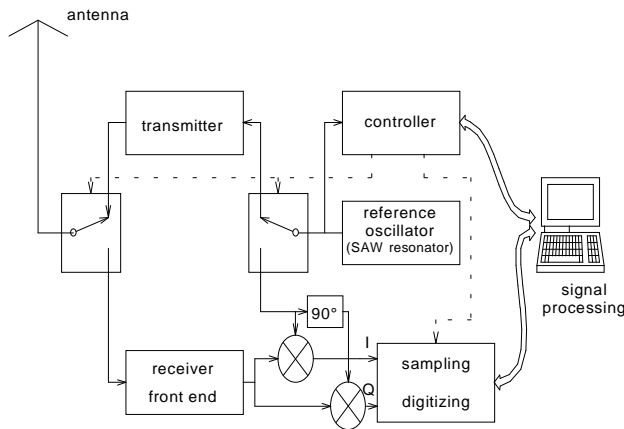 antenna
transmitter
controller
reference
oscillator
(SAW resonator)
signal
processing
90°
I
receiver
front end
sampling
Q
digitizing